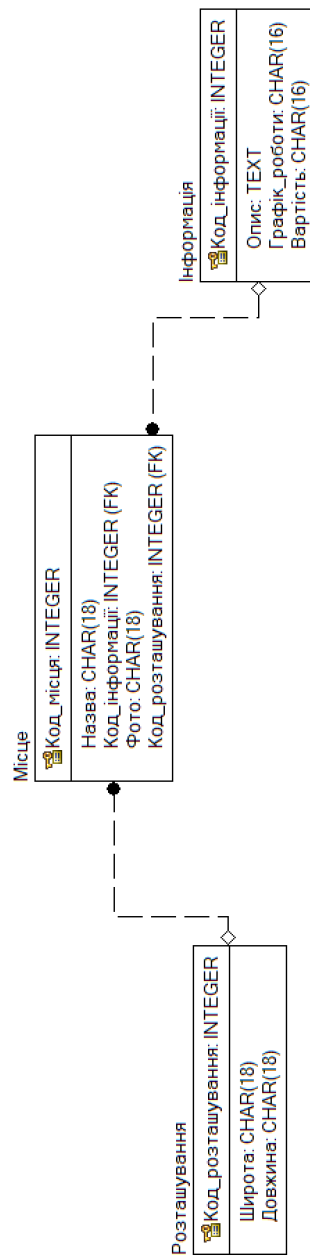 Розташування
Код_розташування: INTEGER
Широта: CHAR(18)
Довжина: CHAR(18)
Місце
Код_місця: INTEGER
Назва: CHAR(18)
Код_інформації: INTEGER (FK)
Фото: CHAR(18)
Код_розташування: INTEGER (FK)
Інформація
Код_інформації: INTEGER
Опис: TEXT
Графік_роботи: CHAR(16)
Вартість: CHAR(16)